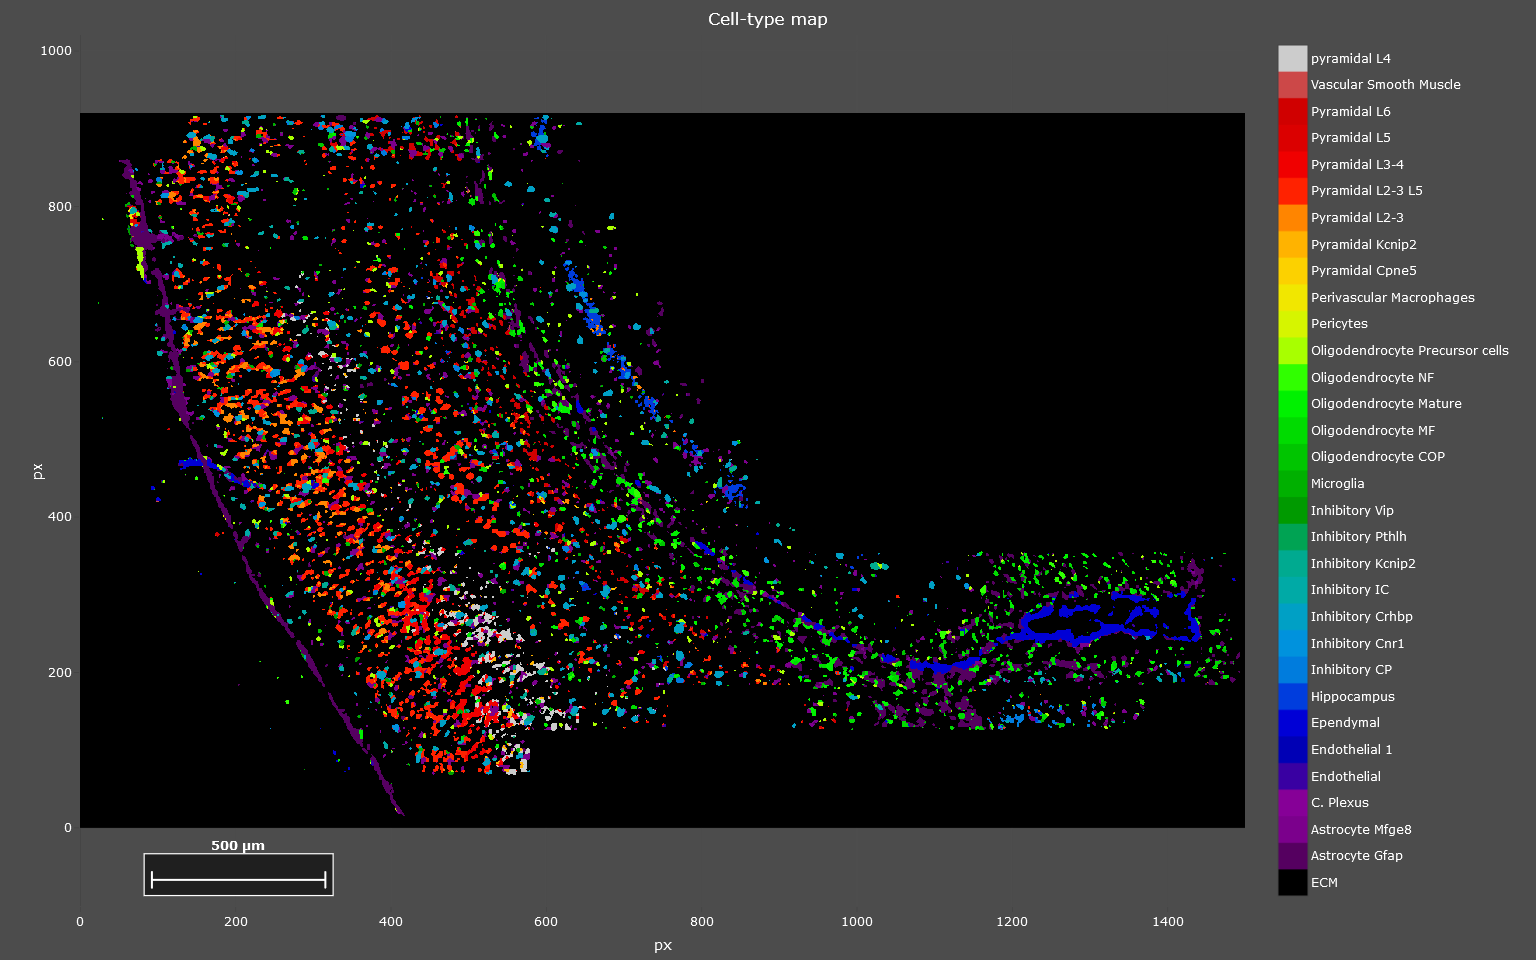 Cell-type map
1000
800
600
400
200
0
px
0 200 400 600 800 1000 1200 1400
px
500 μm
pyramidal L4
Vascular Smooth Muscle
Pyramidal L6
Pyramidal L5
Pyramidal L3-4
Pyramidal L2-3 L5
Pyramidal L2-3
Pyramidal Kcnip2
Pyramidal Cpne5
Perivascular Macrophages
Pericytes
Oligodendrocyte Precursor cells
Oligodendrocyte NF
Oligodendrocyte Mature
Oligodendrocyte MF
Oligodendrocyte COP
Microglia
Inhibitory Vip
Inhibitory Pthlh
Inhibitory Kcnip2
Inhibitory IC
Inhibitory Crhbp
Inhibitory Cnr1
Inhibitory CP
Hippocampus
Ependymal
Endothelial 1
Endothelial
C. Plexus
Astrocyte Mfge8
Astrocyte Gfap
ECM